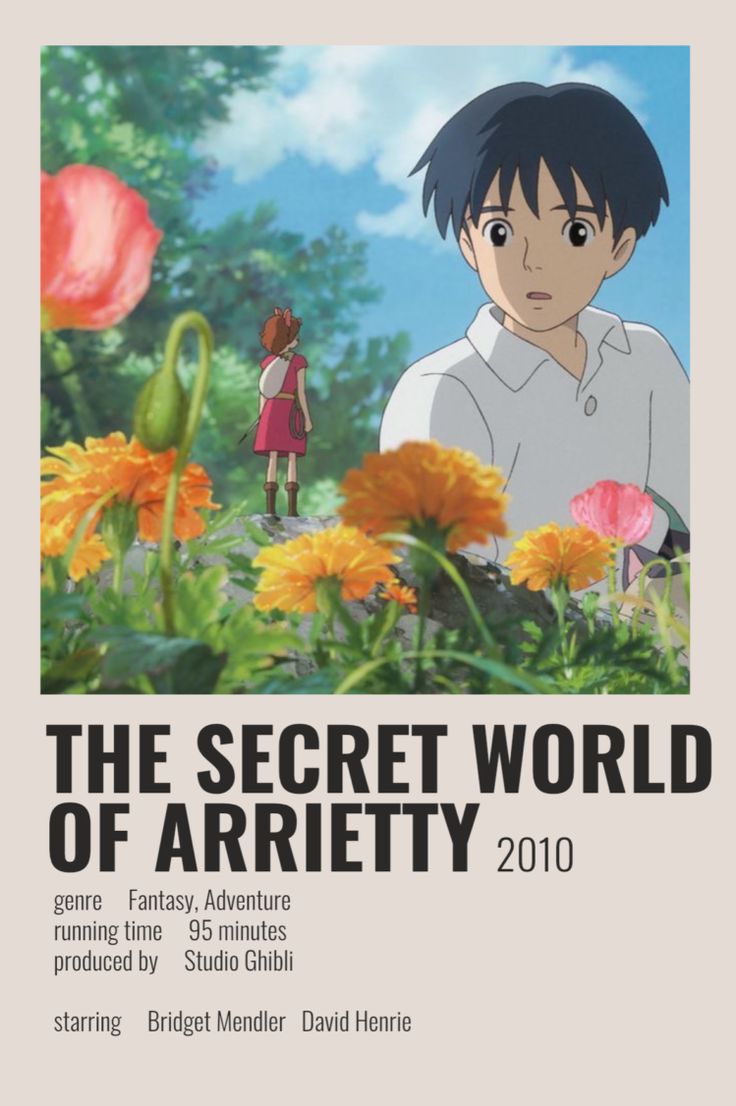 THE SECRET WORLD
OF ARRIETTY 2010
genre Fantasy, Adventure
running time 95 minutes
produced by Studio Ghibli
starring Bridget Mendler David Henrie